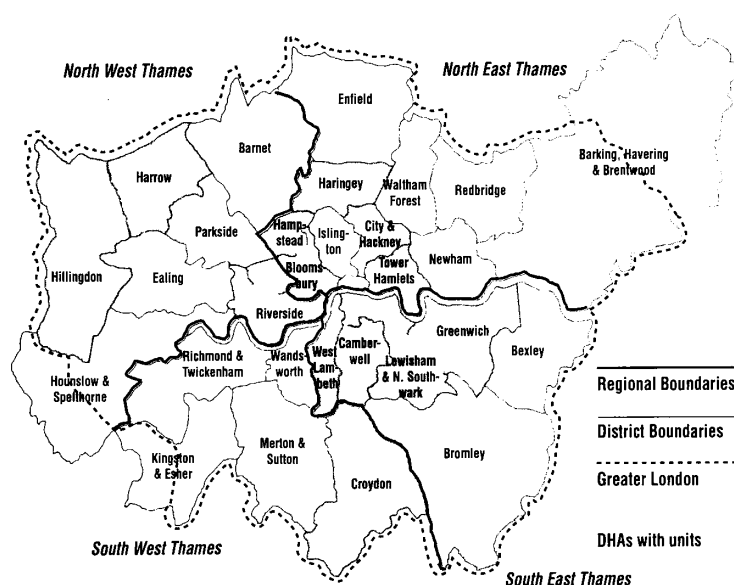 North West Thames
North East Thames
Enfield
Barnet
Harrow
Haringey
Waltham
Forest
Redbridge
Barking, Havering
& Brentwood
Parkside
Hamp-
stead
Isling-
ton
City &
Hackney
Hillingdon
Ealing
Blooms
bury
Tower
Hamlets
Newham
Riverside
Greenwich
Bexley
Richmond &
Twickenham
Wands-
worth
West
Lam
beth
Camber-
well
Lewisham
& N. South-
wark
Hounslow &
Spelthorne
Kingston
& Esher
Merton &
Sutton
Croydon
Bromley
South West Thames
South East Thames
Regional Boundaries
District Boundaries
Greater London
DHAs with units